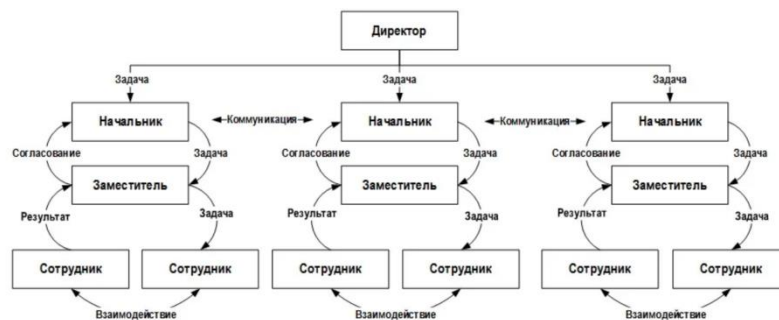 Директор
Задача Задача Задача
Начальник Коммуникация Начальник Коммуникация Начальник
Согласование Задача Согласование Задача Согласование Задача
Заместитель Заместитель Заместитель
Результат Задача Результат Задача Результат Задача
Сотрудник Сотрудник Сотрудник Сотрудник Сотрудник Сотрудник
Взаимодействие Взаимодействие Взаимодействие